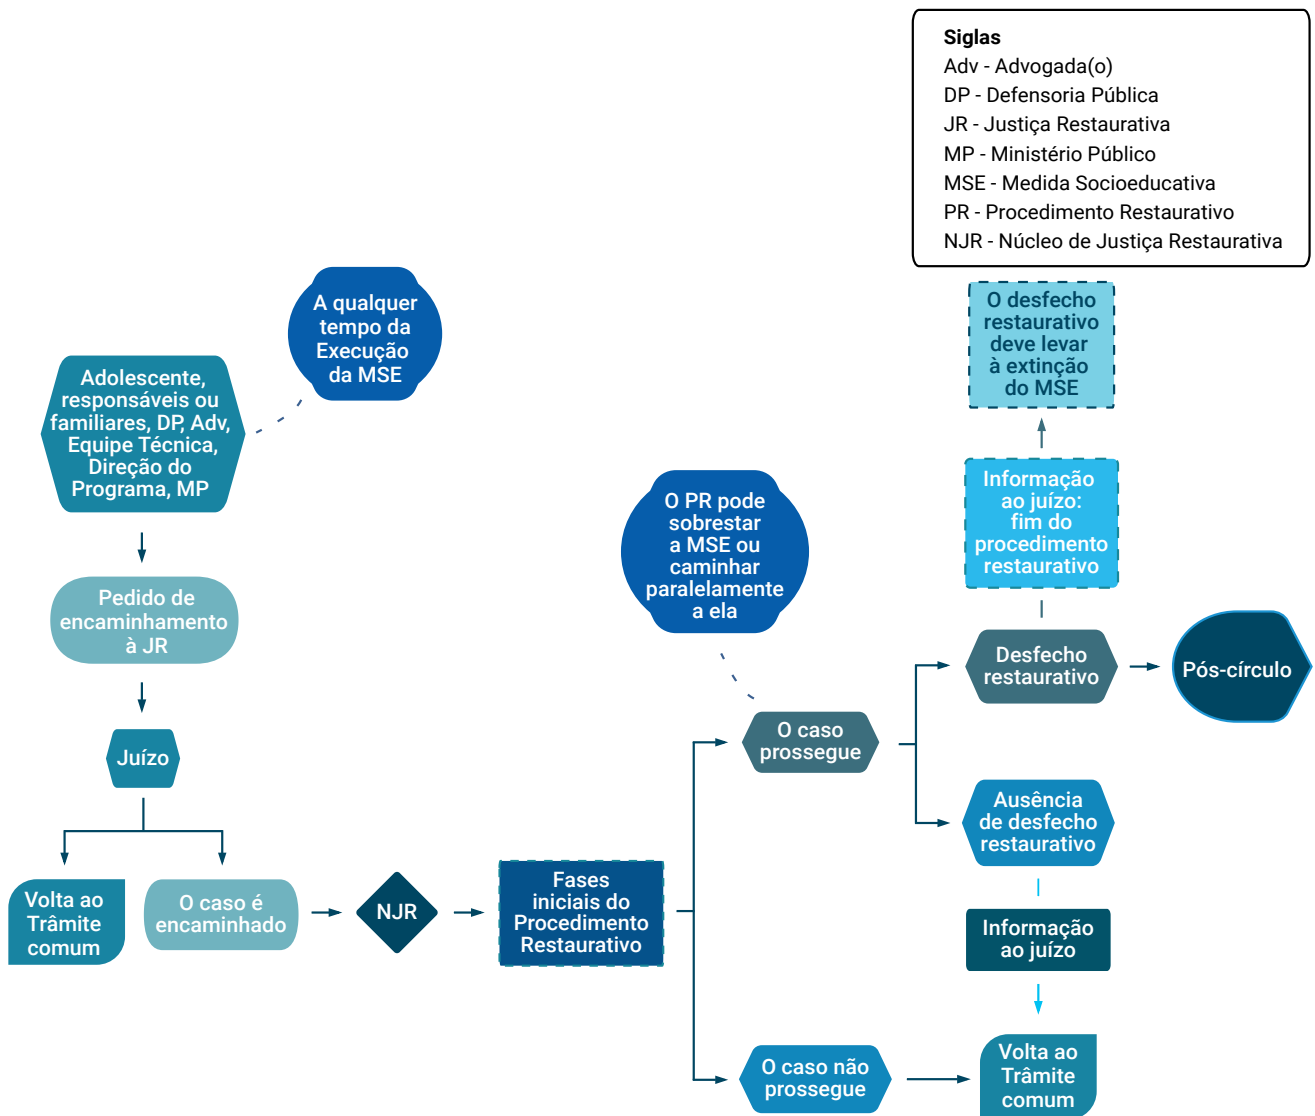 Siglas
Adv - Advogada(o)
DP - Defensoria Pública
JR - Justiça Restaurativa
MP - Ministério Público
MSE - Medida Socioeducativa
PR - Procedimento Restaurativo
NJR - Núcleo de Justiça Restaurativa
A qualquer
tempo da
Execução
da MSE
Adolescente,
responsáveis ou
familiares, DP, Adv,
Equipe Técnica,
Direção do
Programa, MP
Pedido de
encaminhamento
à JR
Juízo
Volta ao
Trâmite
comum
O caso é
encaminhado
NJR
Fases
iniciais do
Procedimento
Restaurativo
O PR pode
sobrestar
a MSE ou
caminhar
paralelamente
a ela
O caso
prossegue
O desfecho
restaurativo
deve levar
à extinção
do MSE
Informação
ao juízo:
fim do
procedimento
restaurativo
Desfecho
restaurativo
Pós-círculo
Ausência
de desfecho
restaurativo
Informação
ao juízo
O caso não
prossegue
Volta ao
Trâmite
comum